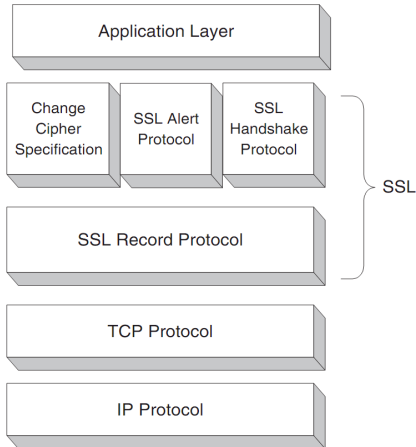 Application Layer
Change
Cipher
Specification
SSL Alert
Protocol
SSL
Handshake
Protocol
SSL
SSL Record Protocol
TCP Protocol
IP Protocol